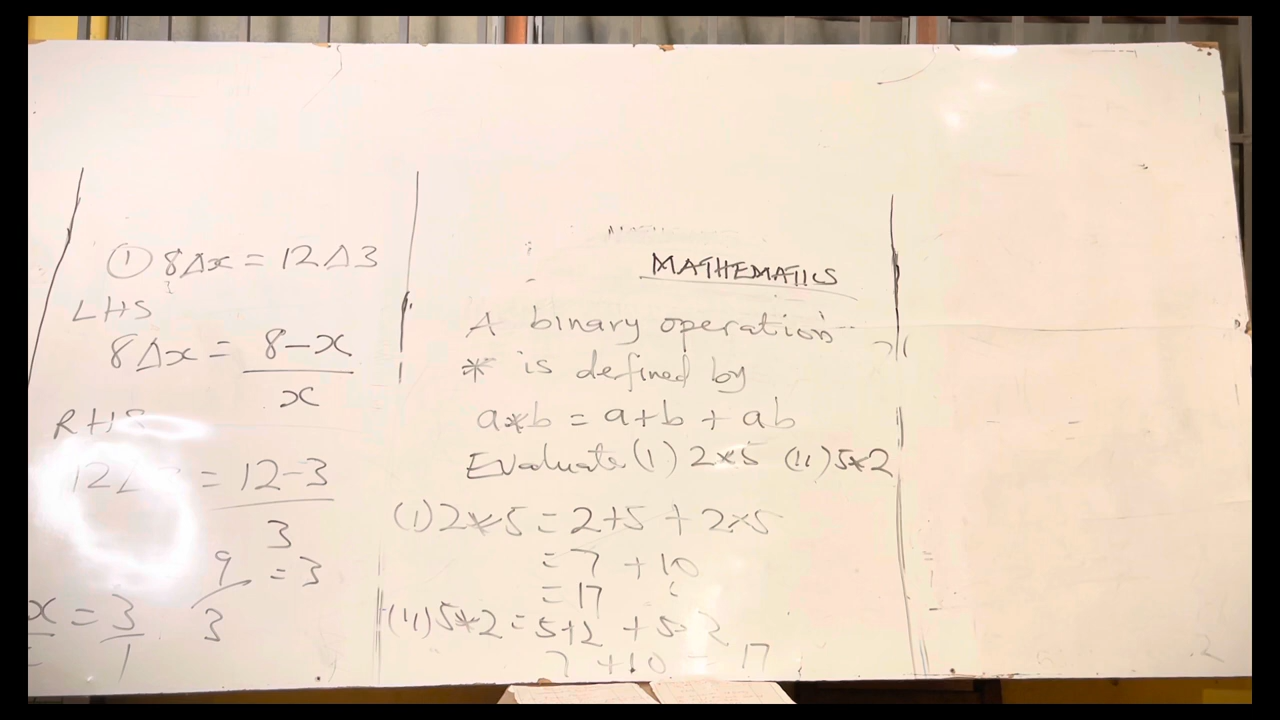 ① 8Δx = 12Δ3
LHS
8Δx = 8-x
x
RHS
= 12-3
3
9 = 3
3
x = 3
1
MATHEMATICS
A binary operation
* is defined by
a*b = a+b + ab
Evaluate (i) 2*5 (ii) 5*2
(i) 2*5 = 2+5 + 2×5
= 7 + 10
= 17
(ii) 5*2 = 5+2 + 5 2
7 + 10 = 17